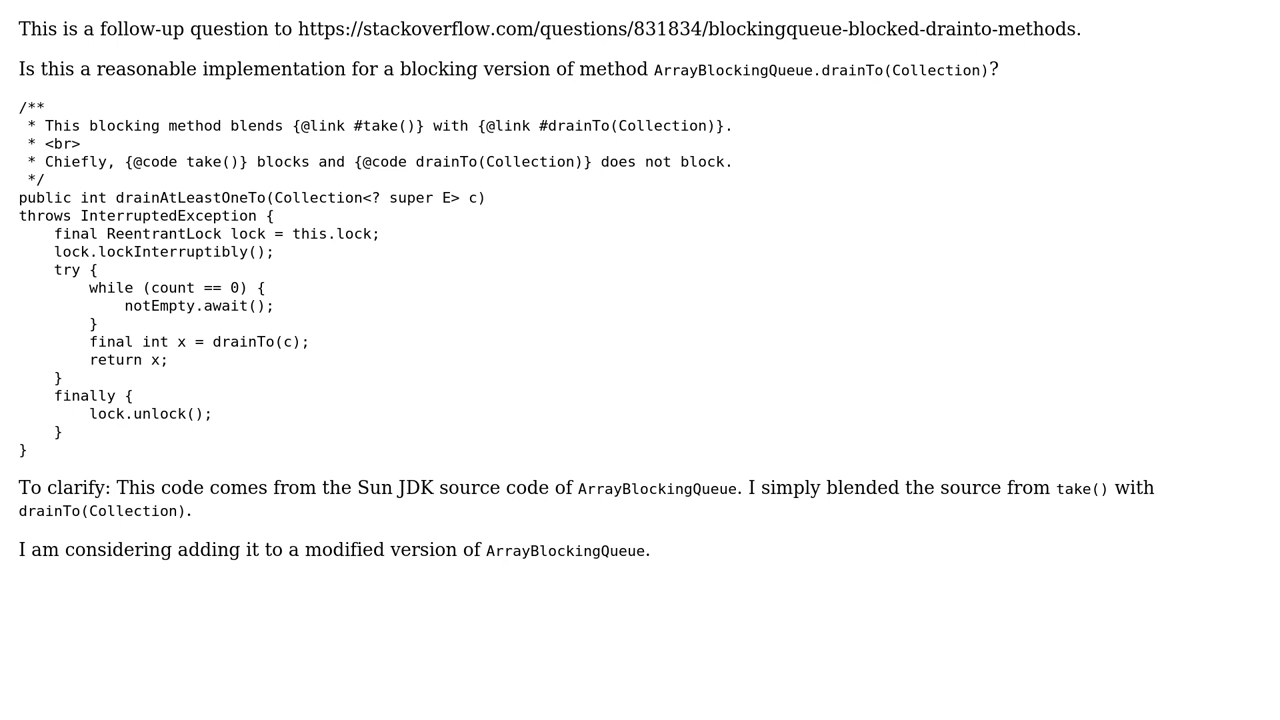 This is a follow-up question to https://stackoverflow.com/questions/831834/blockingqueue-blocked-drainto-methods.
Is this a reasonable implementation for a blocking version of method ArrayBlockingQueue.drainTo(Collection)?
/**
 * This blocking method blends {@link #take()} with {@link #drainTo(Collection)}.
 * <br>
 * Chiefly, {@code take()} blocks and {@code drainTo(Collection)} does not block.
 */
public int drainAtLeastOneTo(Collection<? super E> c)
throws InterruptedException {
    final ReentrantLock lock = this.lock;
    lock.lockInterruptibly();
    try {
        while (count == 0) {
            notEmpty.await();
        }
        final int x = drainTo(c);
        return x;
    }
    finally {
        lock.unlock();
    }
}
To clarify: This code comes from the Sun JDK source code of ArrayBlockingQueue. I simply blended the source from take() with
drainTo(Collection).
I am considering adding it to a modified version of ArrayBlockingQueue.